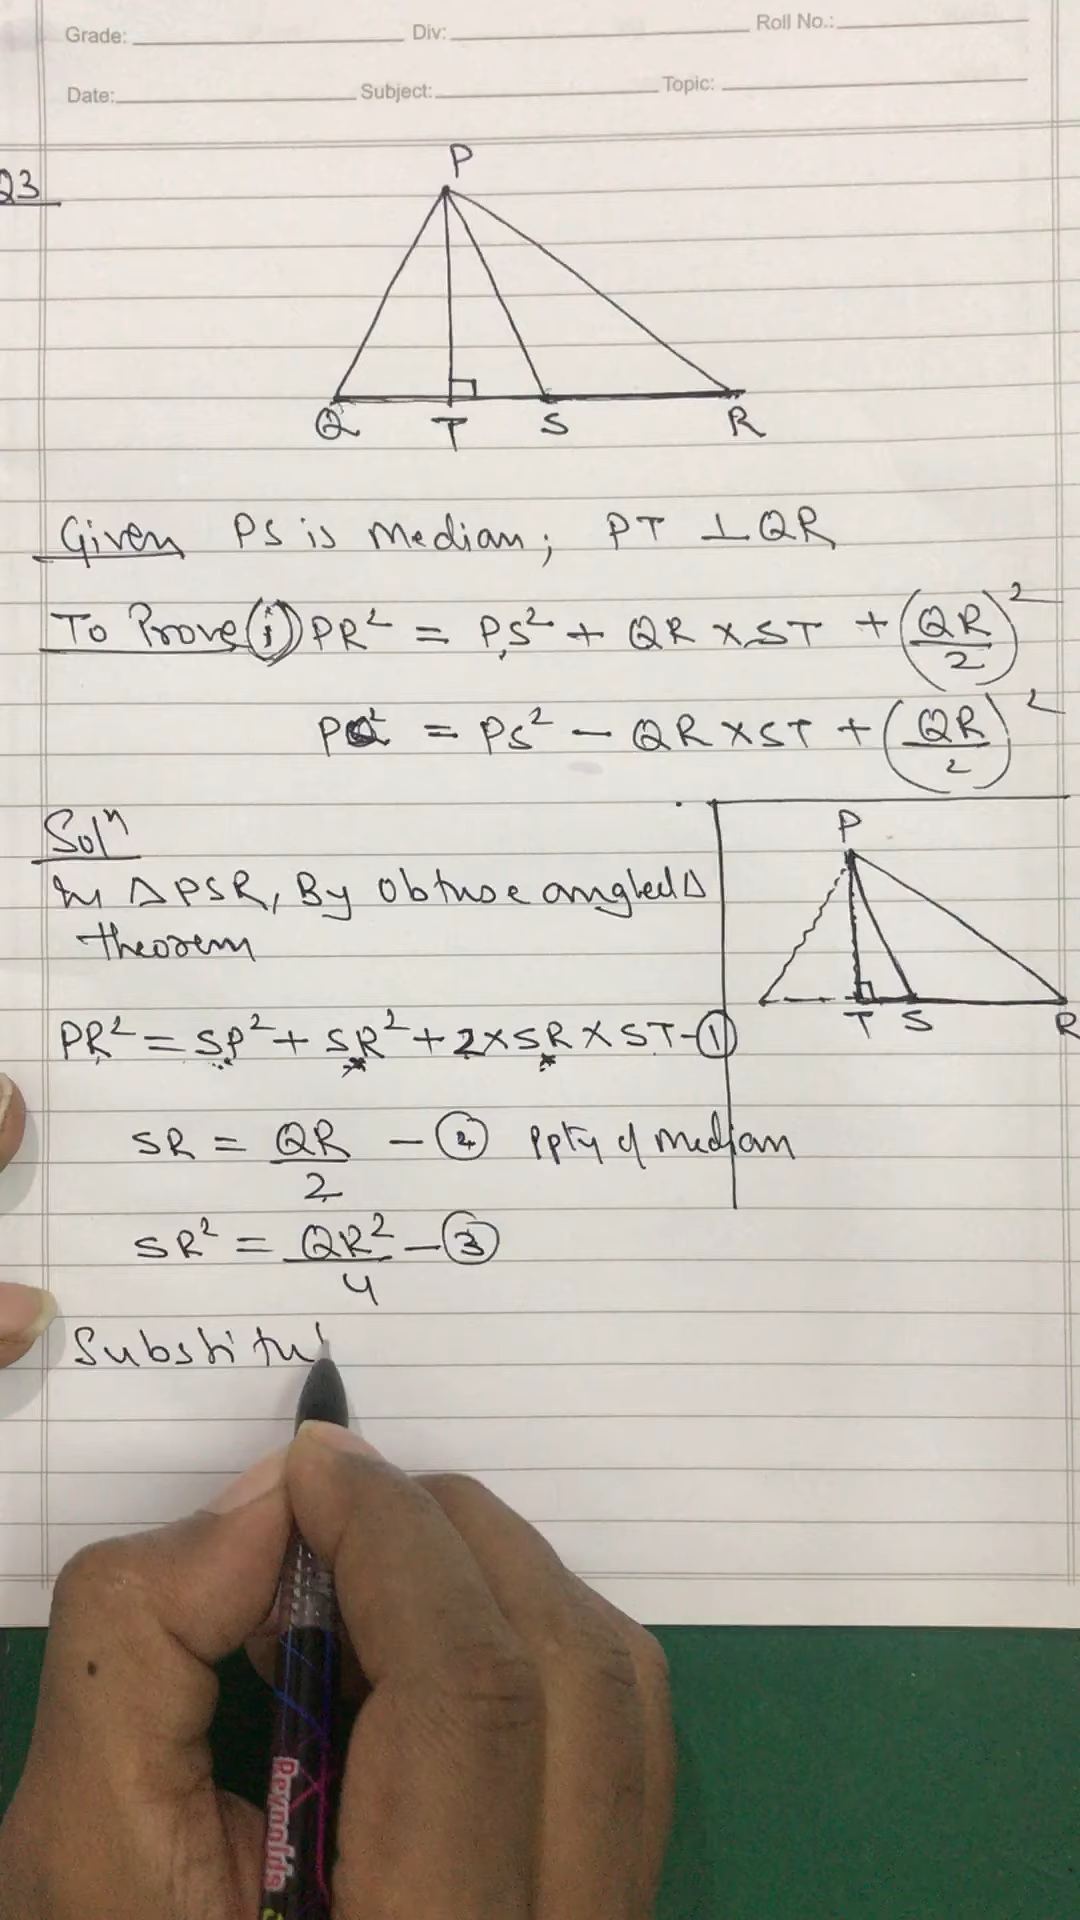 Grade: Div: Roll No.:
Date: Subject: Topic:
Q3
P
Q T S R
Given PS is Median; PT ⊥ QR
To Prove (i) PR² = PS² + QR × ST + (QR/2)²
PQ² = PS² − QR × ST + (QR/2)²
Solⁿ
In ΔPSR, By Obtuse angled Δ
theorem
P
T S R
PR² = SP² + SR² + 2×SR×ST − ①
SR = QR/2 − ② Ppty of Median
SR² = QR²/4 − ③
Substitu
Reynolds